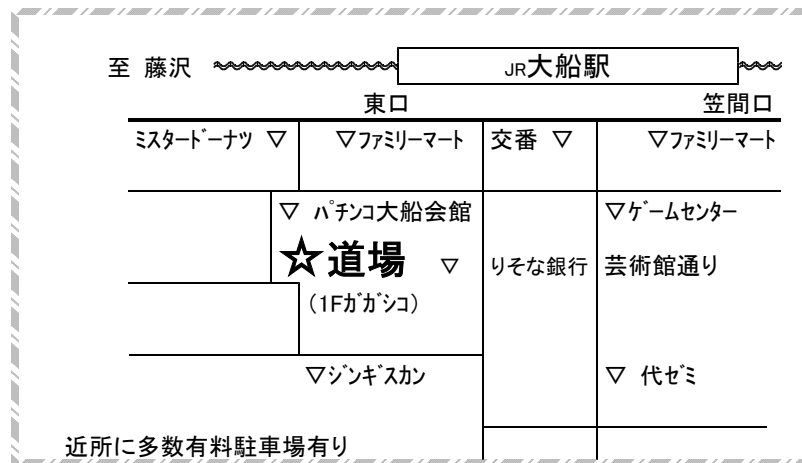 至 藤沢 JR大船駅
東口 笠間口
ミスタードーナツ ▽ ▽ファミリーマート 交番 ▽ ▽ファミリーマート
▽ パチンコ大船会館 ▽ゲームセンター
☆道場 ▽ りそな銀行 芸術館通り
(1Fガガシコ)
▽ジンギスカン ▽ 代ゼミ
近所に多数有料駐車場有り